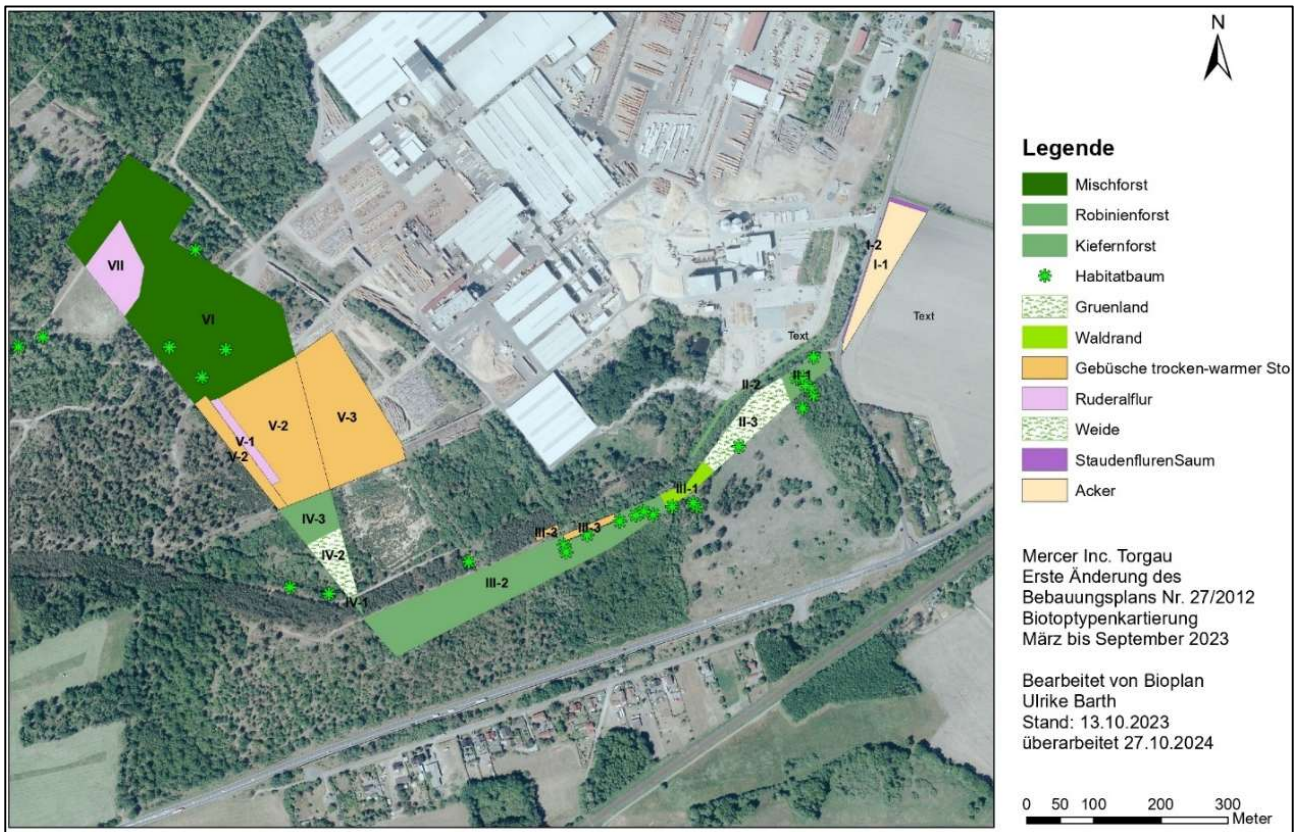 N
Legende
Mischforst
Robinienforst
Kiefernforst
Habitatbaum
Gruenland
Waldrand
Gebüsche trocken-warmer Sto
Ruderalflur
Weide
StaudenflurenSaum
Acker
Mercer Inc. Torgau
Erste Änderung des
Bebauungsplans Nr. 27/2012
Biotoptypenkartierung
März bis September 2023
Bearbeitet von Bioplan
Ulrike Barth
Stand: 13.10.2023
überarbeitet 27.10.2024
0 50 100 200 300
Meter
I-2
I-1
Text
Text
VII
VI
II-1
II-2
II-3
V-3
V-2
V-1
V-2
III-1
IV-3
III-2
III-3
IV-2
III-2
IV-1